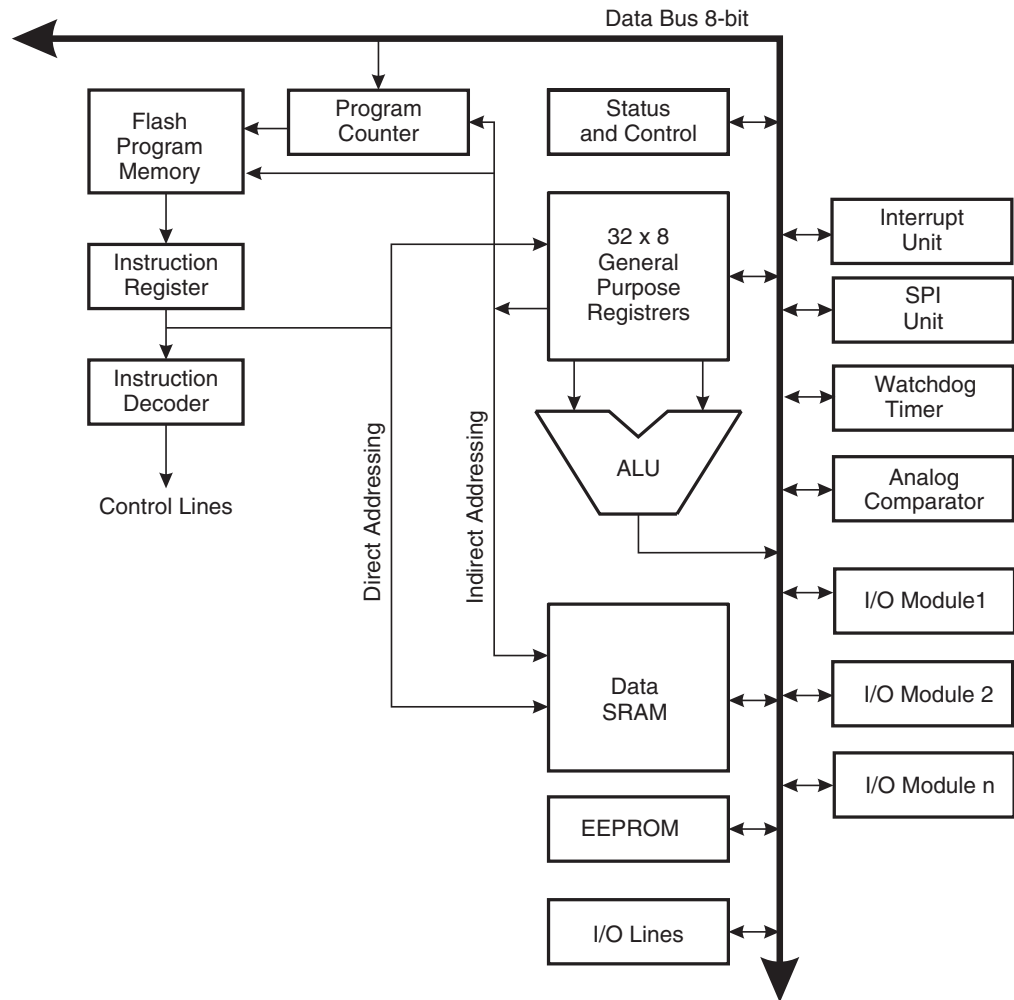 Data Bus 8-bit
Flash
Program
Memory
Program
Counter
Status
and Control
Interrupt
Unit
32 x 8
General
Purpose
Registrers
Instruction
Register
SPI
Unit
Instruction
Decoder
Watchdog
Timer
Control Lines
Direct Addressing
Indirect Addressing
ALU
Analog
Comparator
I/O Module1
Data
SRAM
I/O Module 2
I/O Module n
EEPROM
I/O Lines